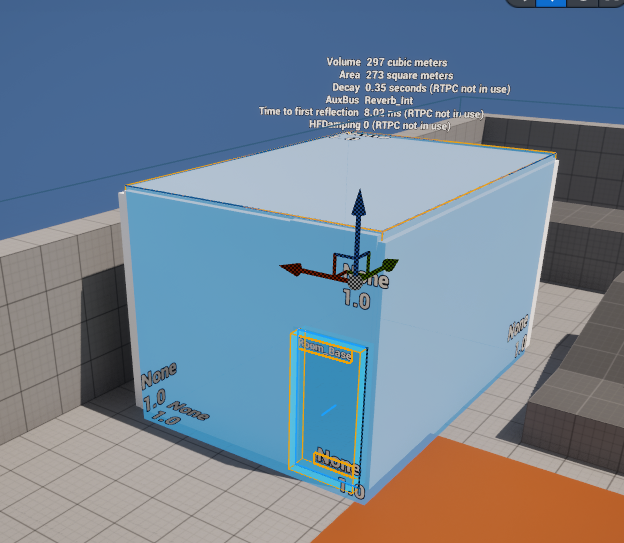 Volume 297 cubic meters
Area 273 square meters
Decay 0.35 seconds (RTPC not in use)
AuxBus Reverb_Int
Time to first reflection 8.02 ms (RTPC not in use)
HFDamping 0 (RTPC not in use)
None
1.0
None
1.0
Room_Base
None
1.0
None
1.0
None
1.0